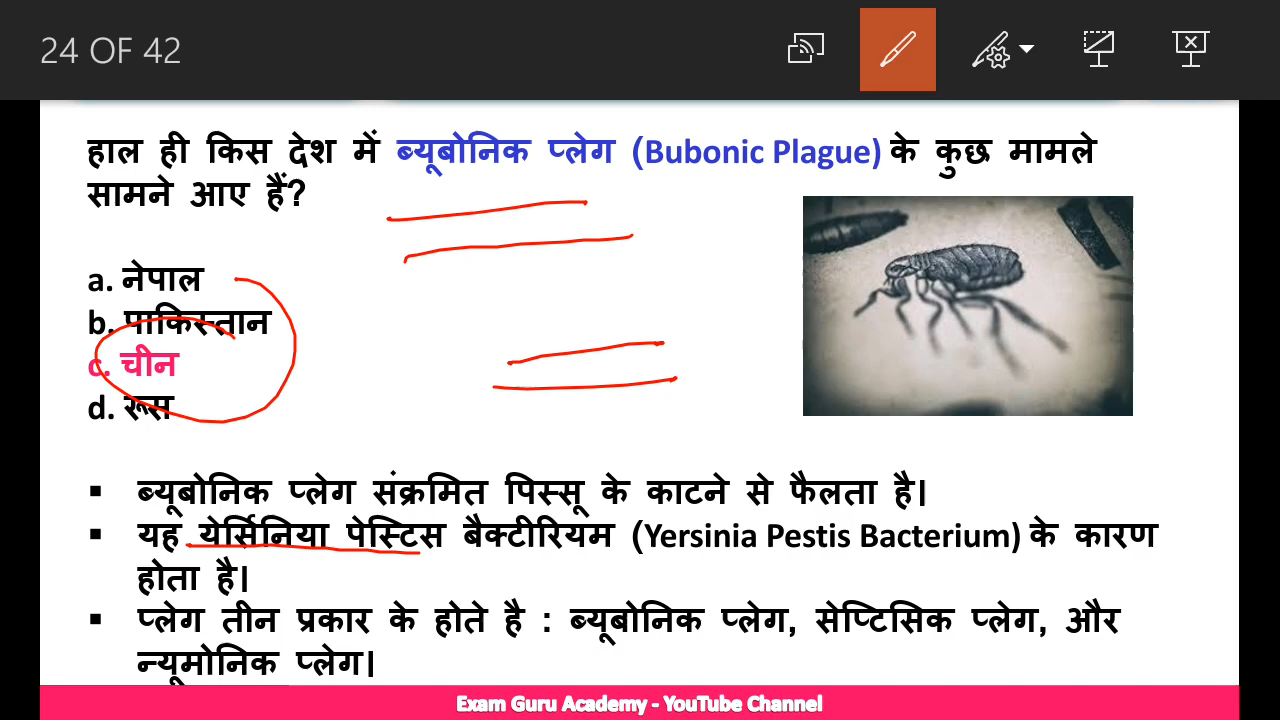 24 OF 42
हाल ही किस देश में ब्यूबोनिक प्लेग (Bubonic Plague) के कुछ मामले
सामने आए हैं?
a. नेपाल
b. पाकिस्तान
c. चीन
d. रूस
▪ ब्यूबोनिक प्लेग संक्रमित पिस्सू के काटने से फैलता है।
▪ यह येर्सिनिया पेस्टिस बैक्टीरियम (Yersinia Pestis Bacterium) के कारण
होता है।
▪ प्लेग तीन प्रकार के होते है : ब्यूबोनिक प्लेग, सेप्टिसिक प्लेग, और
न्यूमोनिक प्लेग।
Exam Guru Academy - YouTube Channel